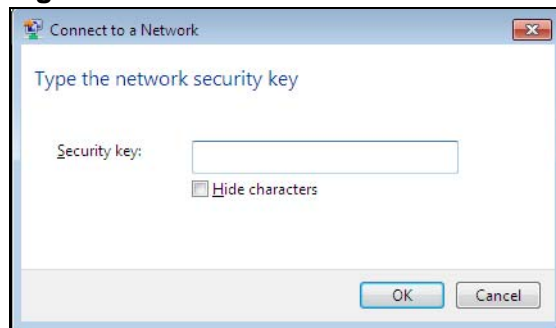 Connect to a Network
Type the network security key
Security key:
Hide characters
OK Cancel